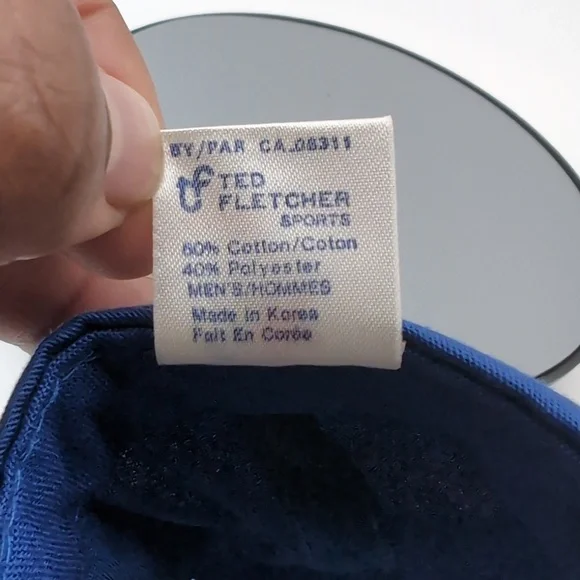 BY/PAR CA.06311
tf TED
FLETCHER
SPORTS
60% Cotton/Coton
40% Polyester
MEN'S/HOMMES
Made in Korea
Fait En Corée